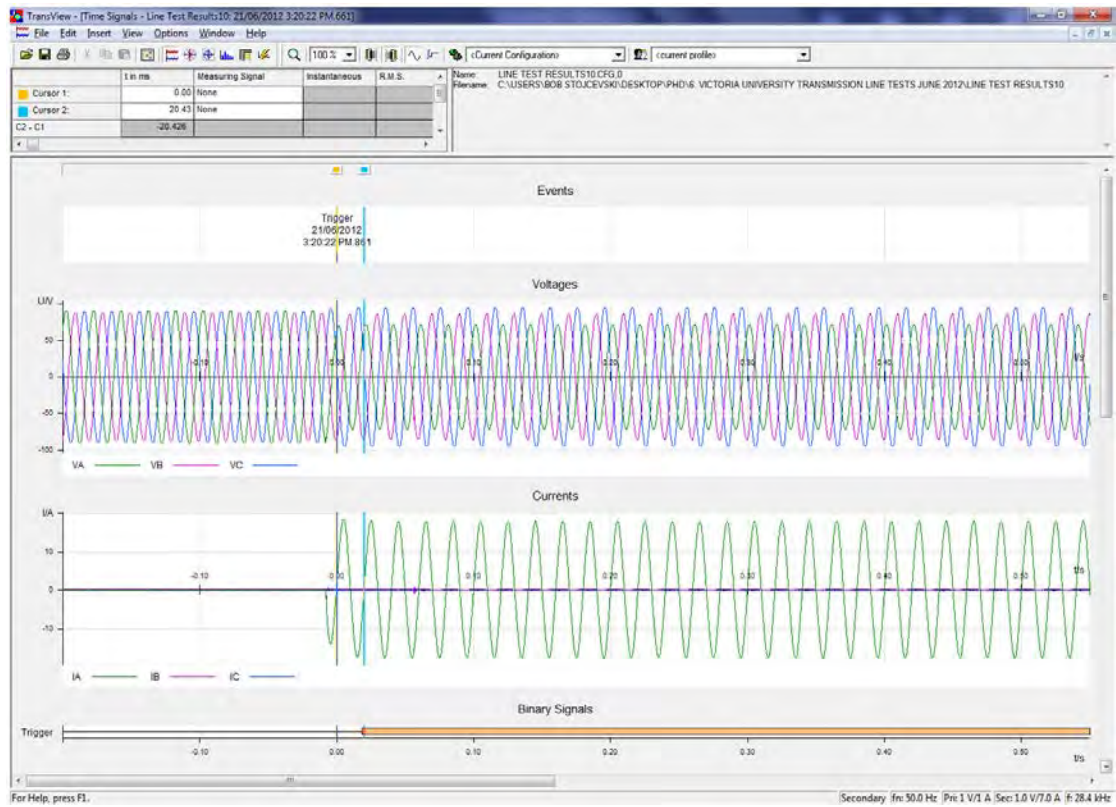 TransView - [Time Signals - Line Test Results10: 21/06/2012 3:20:22 PM.661]
File Edit Insert View Options Window Help
100 % <Current Configuration> <current profile>
t in ms Measuring Signal Instantaneous R.M.S.
Cursor 1: 0.00 None
Cursor 2: 20.43 None
C2 - C1 -20.426
Name: LINE TEST RESULTS10.CFG,0
Filename: C:\USERS\BOB STOJCEVSKI\DESKTOP\PHD\6. VICTORIA UNIVERSITY TRANSMISSION LINE TESTS JUNE 2012\LINE TEST RESULTS10
Events
Trigger
21/06/2012
3:20:22 PM.861
Voltages
U/V
50
-0.10 0.00 0.10 0.20 0.30 0.40 0.50 t/s
0
-50
-100
VA VB VC
Currents
I/A
10
-0.10 0.00 0.10 0.20 0.30 0.40 0.50 t/s
0
-10
IA IB IC
Binary Signals
Trigger
-0.10 0.00 0.10 0.20 0.30 0.40 0.50 t/s
For Help, press F1. Secondary fn: 50.0 Hz Pri: 1 V/1 A Sec: 1.0 V/7.0 A f: 28.4 kHz